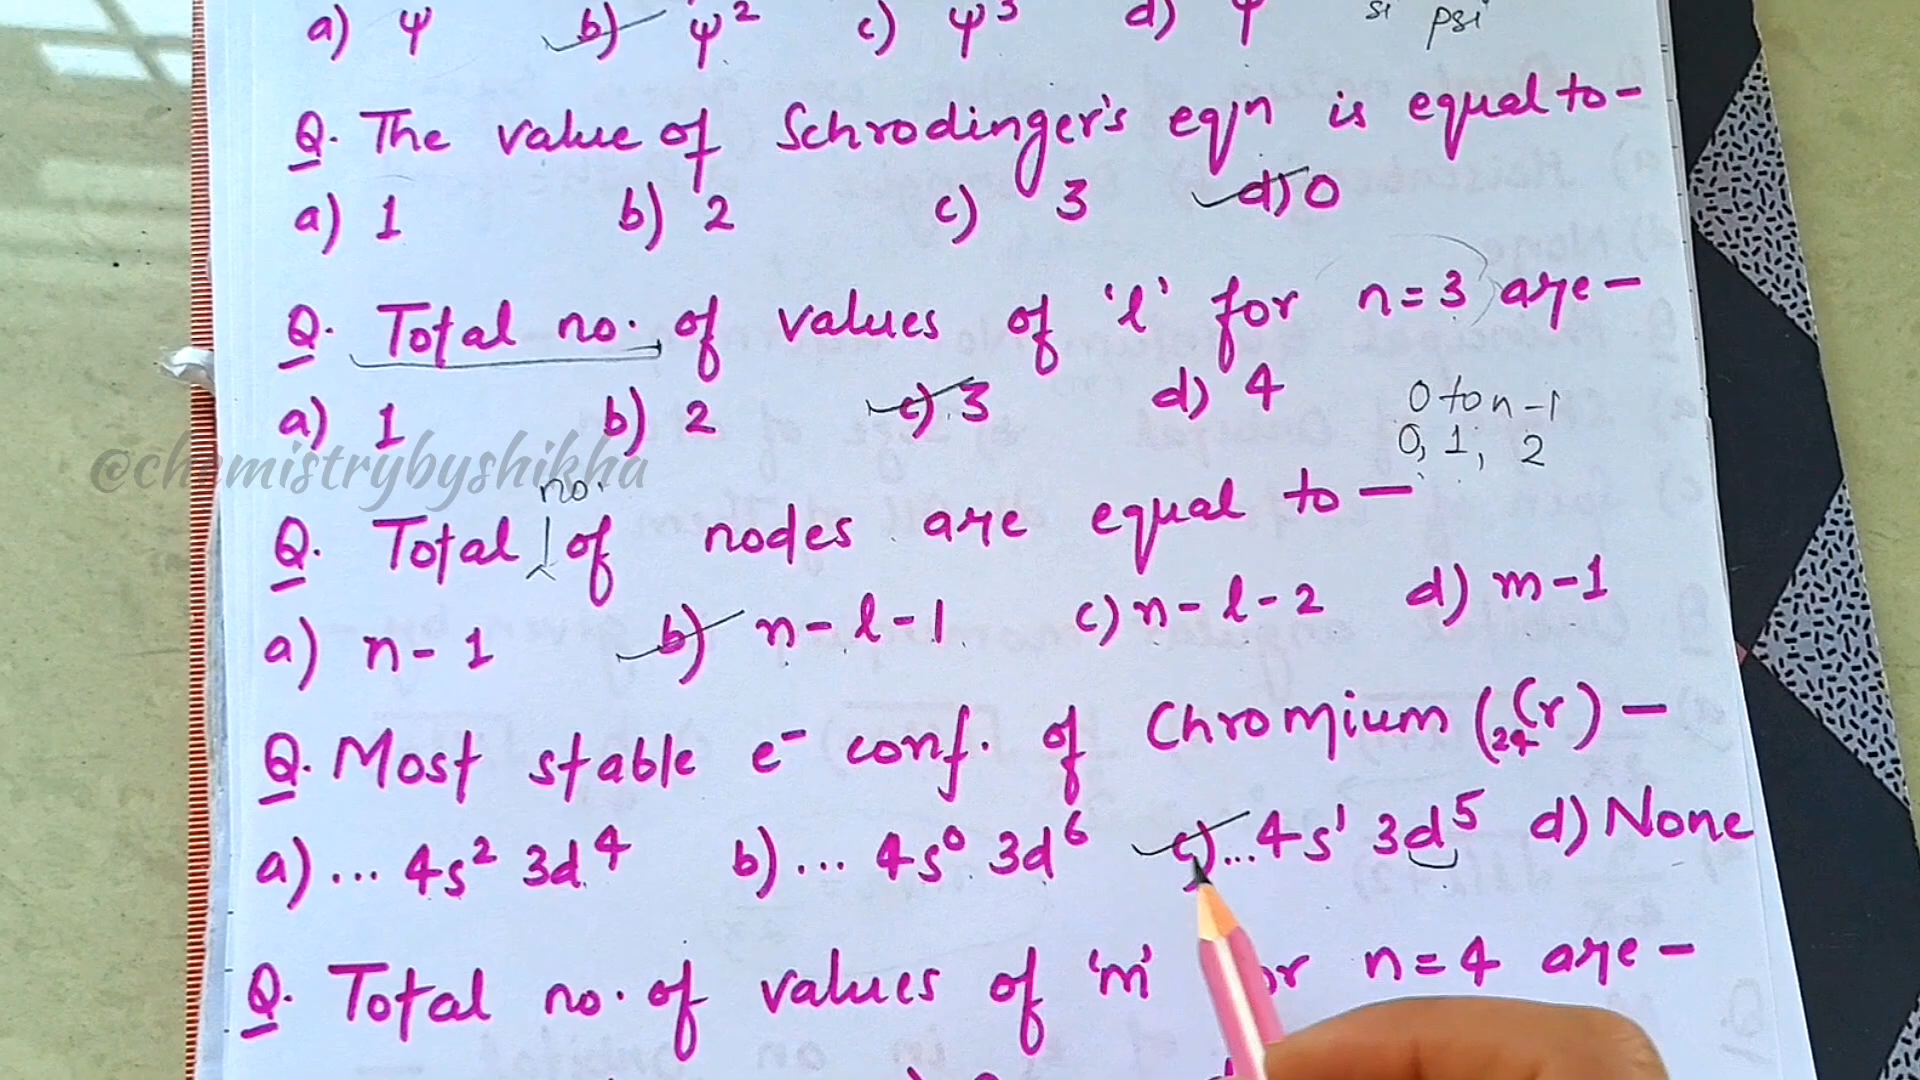 a) ψ b) ψ² c) ψ³ d) ψ si psi
Q. The value of Schrodinger's eqⁿ is equal to -
a) 1 b) 2 c) 3 d) 0
Q. Total no. of values of 'l' for n=3 are -
a) 1 b) 2 c) 3 d) 4
0 to n-1
0, 1, 2
@chemistrybyshikha
no.
Q. Total of nodes are equal to -
a) n-1 b) n-l-1 c) n-l-2 d) m-1
Q. Most stable e⁻ conf. of Chromium (₂₄Cr) -
a) ... 4s² 3d⁴ b) ... 4s⁰ 3d⁶ c) ... 4s¹ 3d⁵ d) None
Q. Total no. of values of 'm' or n=4 are -